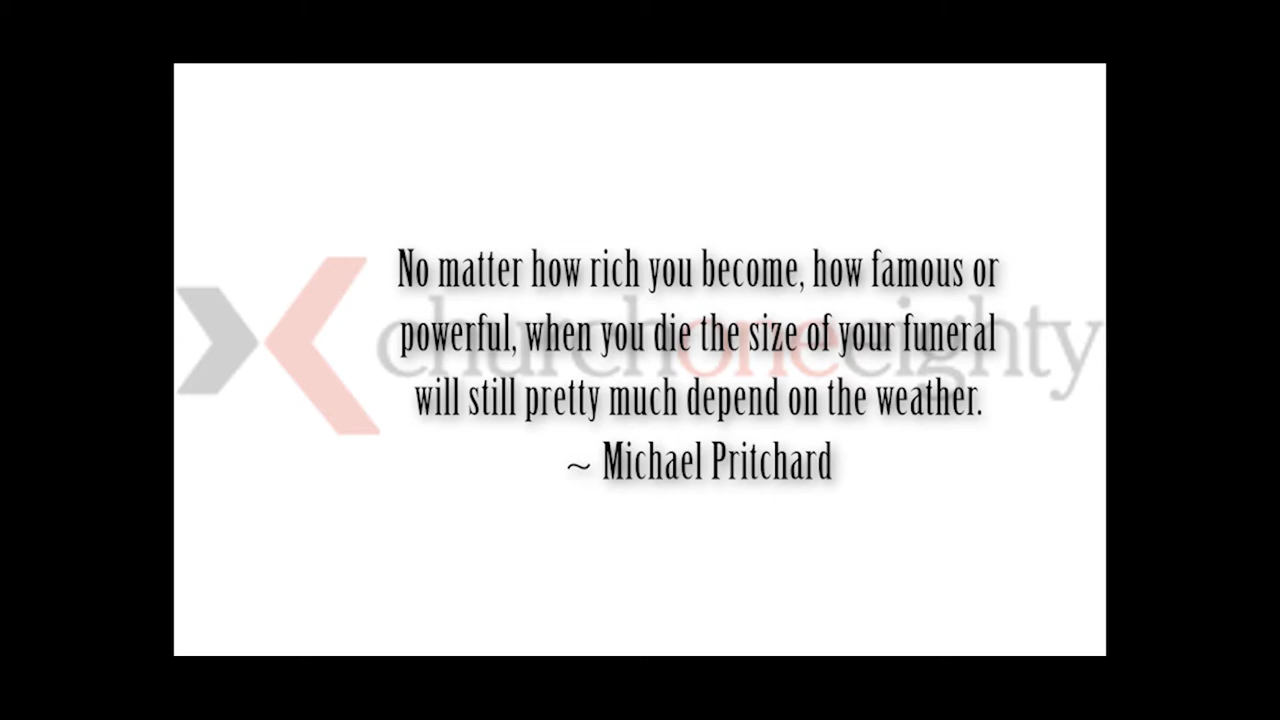 No matter how rich you become, how famous or
powerful, when you die the size of your funeral
will still pretty much depend on the weather.
~ Michael Pritchard
churchoneeighty